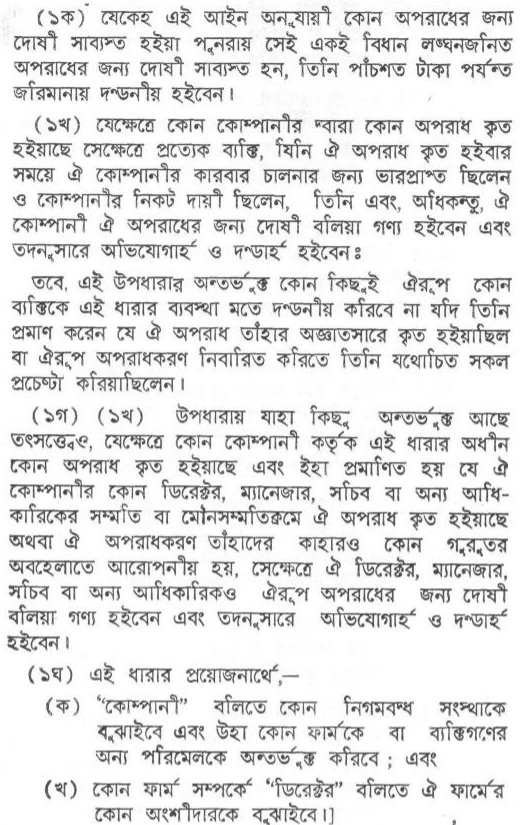 (১ক) যেকেহ এই আইন অনুযায়ী কোন অপরাধের জন্য
দোষী সাব্যস্ত হইয়া পুনরায় সেই একই বিধান লঙ্ঘনজনিত
অপরাধের জন্য দোষী সাব্যস্ত হন, তিনি পাঁচশত টাকা পর্যন্ত
জরিমানায় দণ্ডনীয় হইবেন।
(১খ) যেক্ষেত্রে কোন কোম্পানীর দ্বারা কোন অপরাধ কৃত
হইয়াছে সেক্ষেত্রে প্রত্যেক ব্যক্তি, যিনি ঐ অপরাধ কৃত হইবার
সময়ে ঐ কোম্পানীর কারবার চালনার জন্য ভারপ্রাপ্ত ছিলেন
ও কোম্পানীর নিকট দায়ী ছিলেন, তিনি এবং, অধিকন্তু, ঐ
কোম্পানী ঐ অপরাধের জন্য দোষী বলিয়া গণ্য হইবেন এবং
তদনুসারে অভিযোগার্হ ও দণ্ডার্হ হইবেন ঃ
তবে, এই উপধারার অন্তর্ভুক্ত কোন কিছুই ঐরূপ কোন
ব্যক্তিকে এই ধারার ব্যবস্থা মতে দণ্ডনীয় করিবে না যদি তিনি
প্রমাণ করেন যে ঐ অপরাধ তাঁহার অজ্ঞাতসারে কৃত হইয়াছিল
বা ঐরূপ অপরাধকরণ নিবারিত করিতে তিনি যথোচিত সকল
প্রচেষ্টা করিয়াছিলেন।
(১গ) (১খ) উপধারায় যাহা কিছু অন্তর্ভুক্ত আছে
তৎসত্ত্বেও, যেক্ষেত্রে কোন কোম্পানী কর্তৃক এই ধারার অধীন
কোন অপরাধ কৃত হইয়াছে এবং ইহা প্রমাণিত হয় যে ঐ
কোম্পানীর কোন ডিরেক্টর, ম্যানেজার, সচিব বা অন্য আধি-
কারিকের সম্মতি বা মৌনসম্মতিক্রমে ঐ অপরাধ কৃত হইয়াছে
অথবা ঐ অপরাধকরণ তাঁহাদের কাহারও কোন গুরুতর
অবহেলাতে আরোপনীয় হয়, সেক্ষেত্রে ঐ ডিরেক্টর, ম্যানেজার,
সচিব বা অন্য আধিকারিকও ঐরূপ অপরাধের জন্য দোষী
বলিয়া গণ্য হইবেন এবং তদনুসারে অভিযোগার্হ ও দণ্ডার্হ
হইবেন।
(১ঘ) এই ধারার প্রয়োজনার্থে,—
(ক) “কোম্পানী” বলিতে কোন নিগমবদ্ধ সংস্থাকে
বুঝাইবে এবং উহা কোন ফার্মকে বা ব্যক্তিগণের
অন্য পরিমেলকে অন্তর্ভুক্ত করিবে ; এবং
(খ) কোন ফার্ম সম্পর্কে “ডিরেক্টর” বলিতে ঐ ফার্মের
কোন অংশীদারকে বুঝাইবে।]